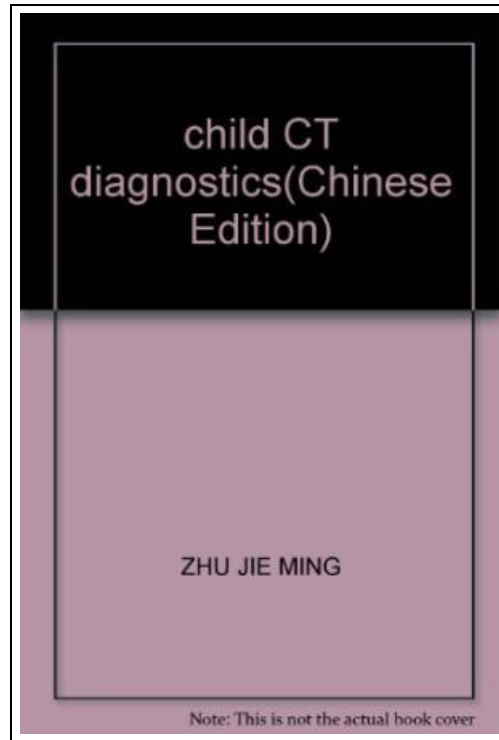 child CT
diagnostics(Chinese
Edition)
ZHU JIE MING
Note: This is not the actual book cover